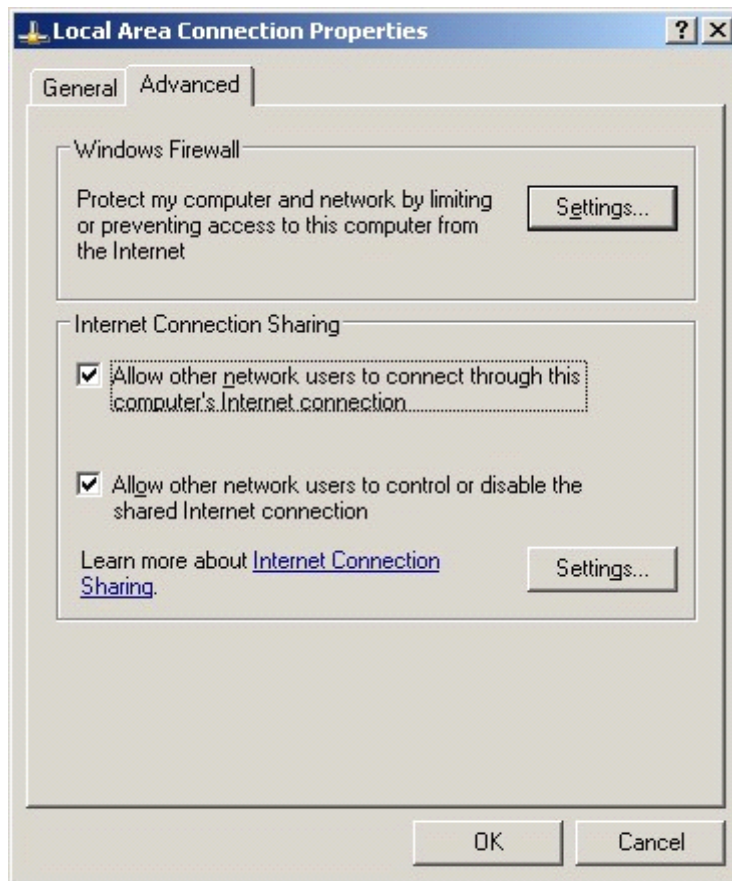 Local Area Connection Properties
?
General
Advanced
Windows Firewall
Protect my computer and network by limiting
or preventing access to this computer from
the Internet
Settings...
Internet Connection Sharing
Allow other network users to connect through this
computer's Internet connection
Allow other network users to control or disable the
shared Internet connection
Learn more about Internet Connection
Sharing.
Settings...
OK
Cancel